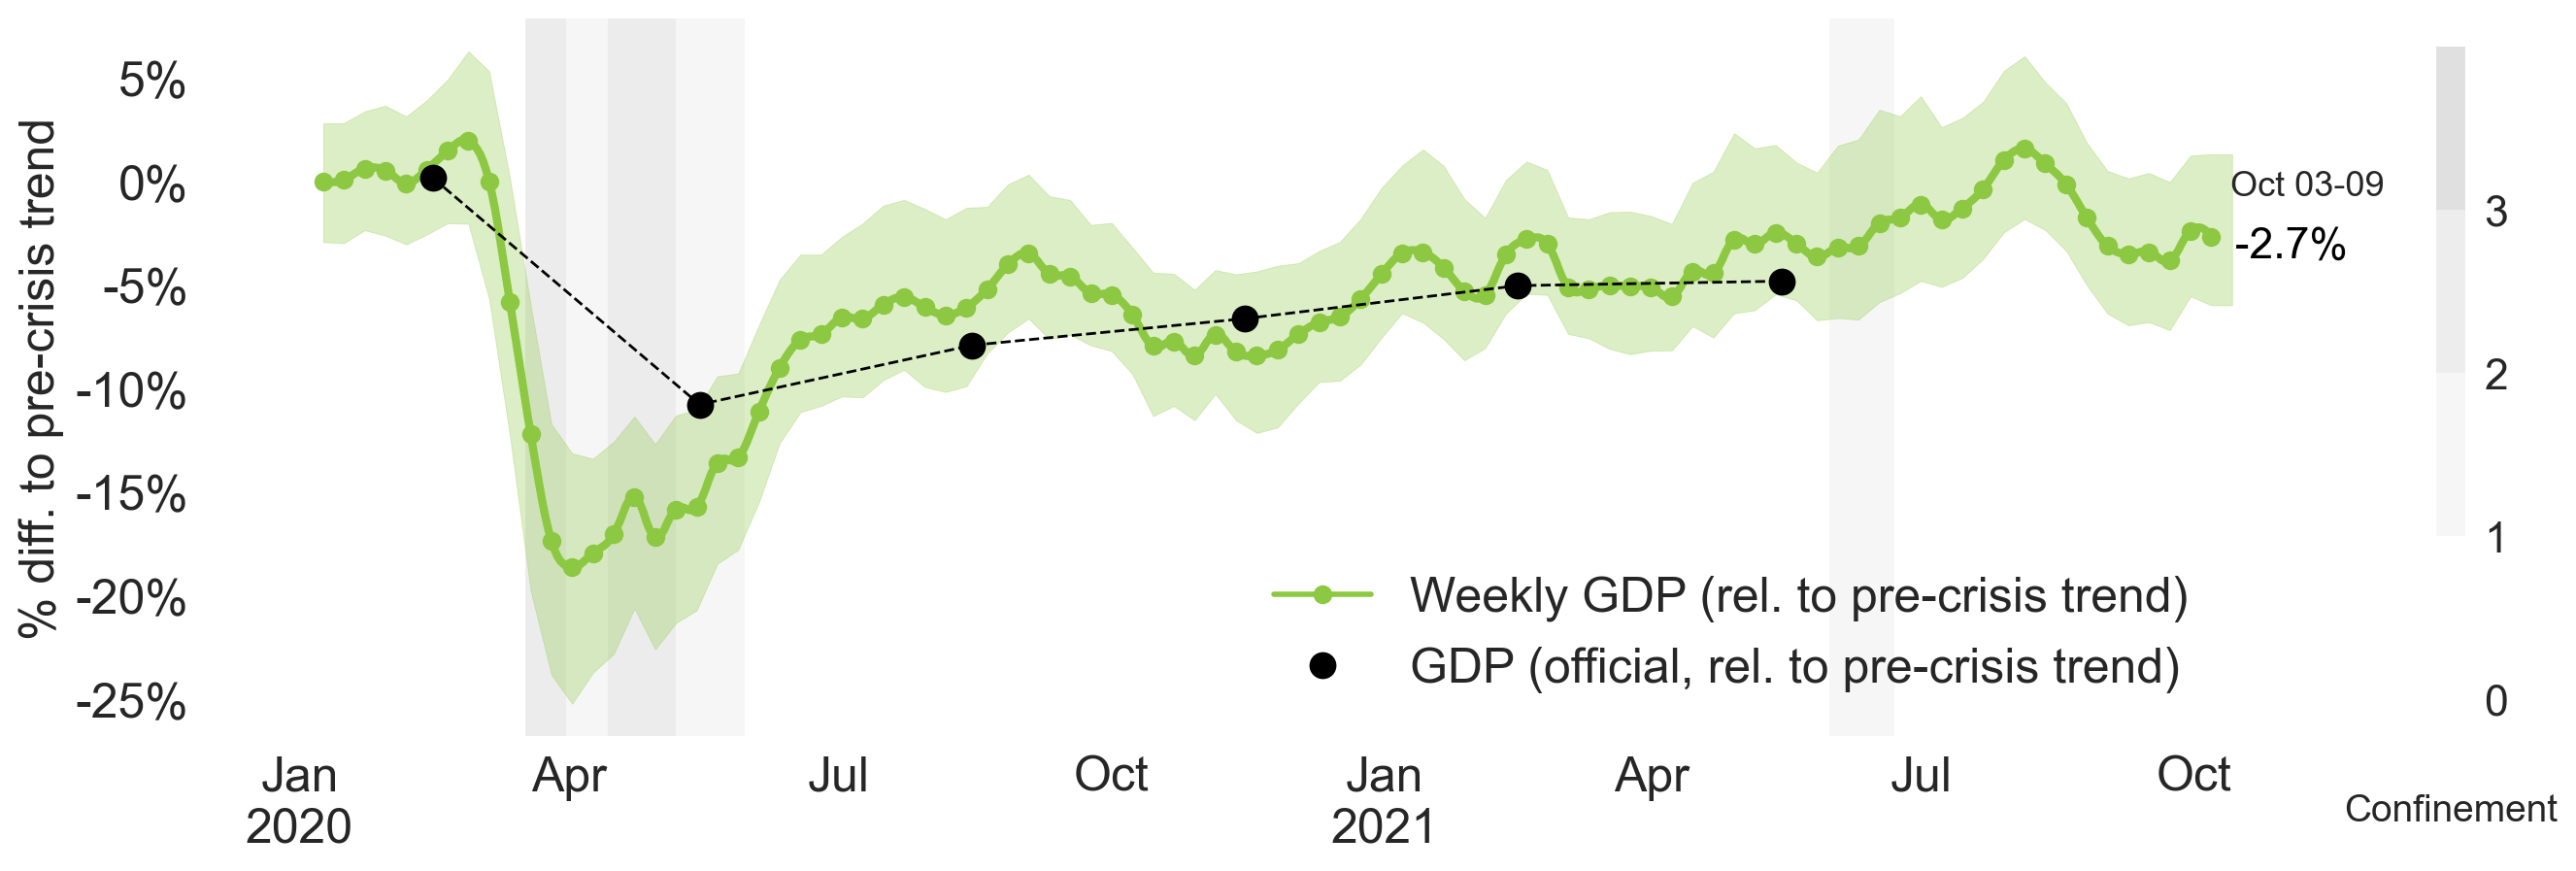 % diff. to pre-crisis trend
5%
0%
-5%
-10%
-15%
-20%
-25%
Oct 03-09
-2.7%
Weekly GDP (rel. to pre-crisis trend)
GDP (official, rel. to pre-crisis trend)
3
2
1
0
Jan Apr Jul Oct Jan Apr Jul Oct
2020 2021
Confinement